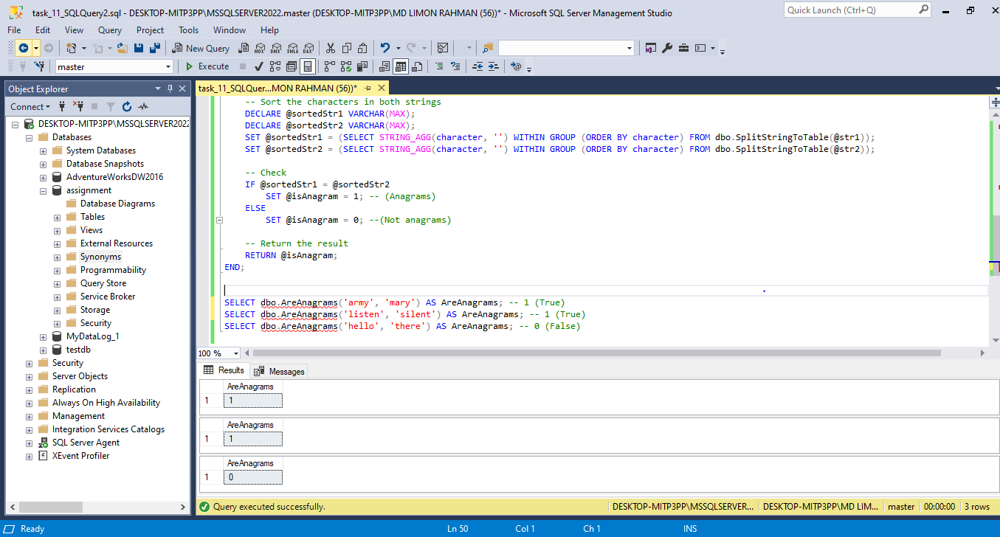 task_11_SQLQuery2.sql - DESKTOP-MITP3PP\MSSQLSERVER2022.master (DESKTOP-MITP3PP\MD LIMON RAHMAN (56))* - Microsoft SQL Server Management Studio
Quick Launch (Ctrl+Q)
File Edit View Query Project Tools Window Help
New Query MDX DMX XMLA DAX
master Execute
Object Explorer
Connect
DESKTOP-MITP3PP\MSSQLSERVER2022
Databases
System Databases
Database Snapshots
AdventureWorksDW2016
assignment
Database Diagrams
Tables
Views
External Resources
Synonyms
Programmability
Query Store
Service Broker
Storage
Security
MyDataLog_1
testdb
Security
Server Objects
Replication
Always On High Availability
Management
Integration Services Catalogs
SQL Server Agent
XEvent Profiler
task_11_SQLQuer...MON RAHMAN (56))*
-- Sort the characters in both strings
DECLARE @sortedStr1 VARCHAR(MAX);
DECLARE @sortedStr2 VARCHAR(MAX);
SET @sortedStr1 = (SELECT STRING_AGG(character, '') WITHIN GROUP (ORDER BY character) FROM dbo.SplitStringToTable(@str1));
SET @sortedStr2 = (SELECT STRING_AGG(character, '') WITHIN GROUP (ORDER BY character) FROM dbo.SplitStringToTable(@str2));
-- Check
IF @sortedStr1 = @sortedStr2
SET @isAnagram = 1; -- (Anagrams)
ELSE
SET @isAnagram = 0; --(Not anagrams)
-- Return the result
RETURN @isAnagram;
END;
SELECT dbo.AreAnagrams('army', 'mary') AS AreAnagrams; -- 1 (True)
SELECT dbo.AreAnagrams('listen', 'silent') AS AreAnagrams; -- 1 (True)
SELECT dbo.AreAnagrams('hello', 'there') AS AreAnagrams; -- 0 (False)
100 %
Results Messages
AreAnagrams
1 1
AreAnagrams
1 1
AreAnagrams
1 0
Query executed successfully. DESKTOP-MITP3PP\MSSQLSERVER... DESKTOP-MITP3PP\MD LIM... master 00:00:00 3 rows
Ready Ln 50 Col 1 Ch 1 INS